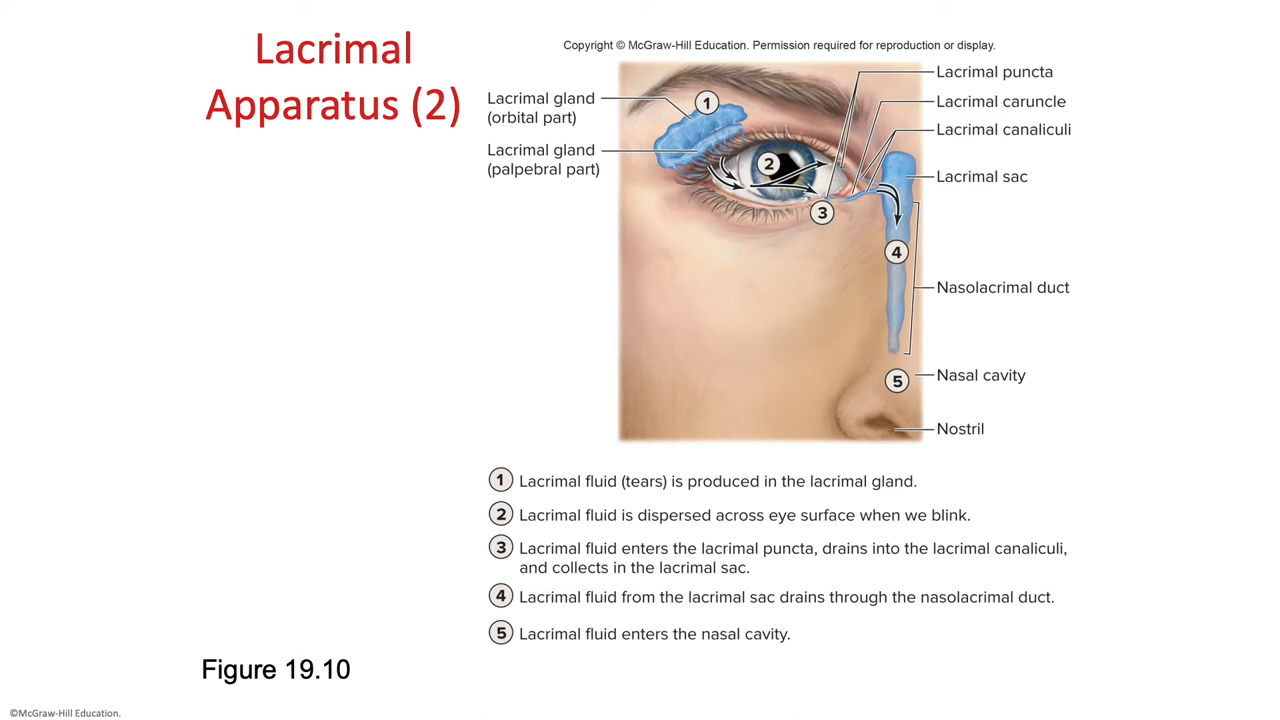 Lacrimal
Apparatus (2)
Copyright © McGraw-Hill Education. Permission required for reproduction or display.
Lacrimal gland
(orbital part)
Lacrimal gland
(palpebral part)
1
2
3
4
5
Lacrimal puncta
Lacrimal caruncle
Lacrimal canaliculi
Lacrimal sac
Nasolacrimal duct
Nasal cavity
Nostril
1 Lacrimal fluid (tears) is produced in the lacrimal gland.
2 Lacrimal fluid is dispersed across eye surface when we blink.
3 Lacrimal fluid enters the lacrimal puncta, drains into the lacrimal canaliculi,
and collects in the lacrimal sac.
4 Lacrimal fluid from the lacrimal sac drains through the nasolacrimal duct.
5 Lacrimal fluid enters the nasal cavity.
Figure 19.10
©McGraw-Hill Education.